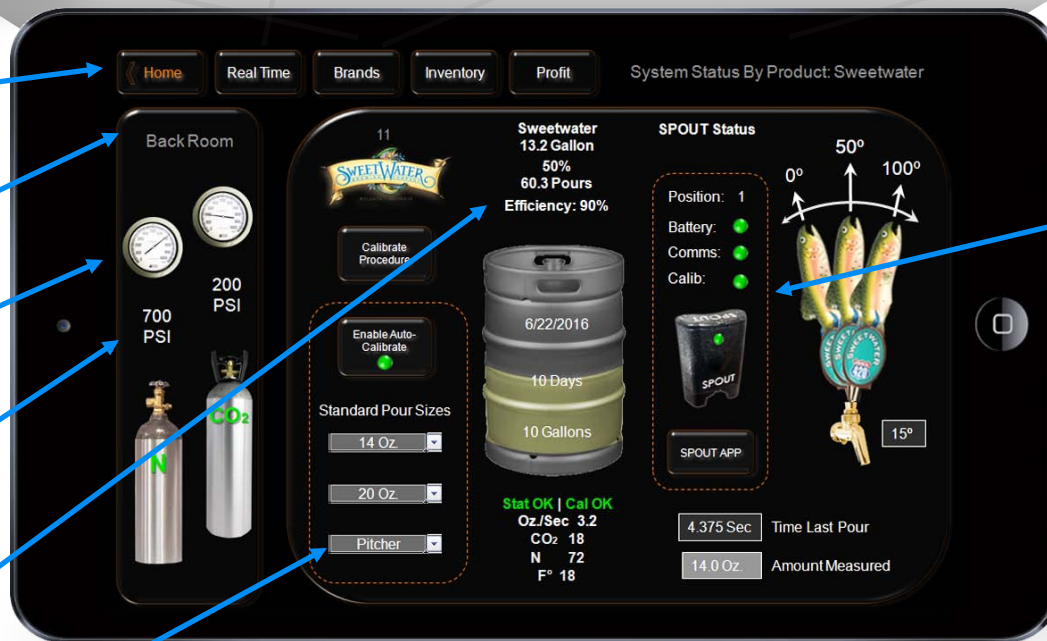 Home
Real Time
Brands
Inventory
Profit
System Status By Product: Sweetwater
Back Room
200
PSI
700
PSI
CO2
N
11
SWEETWATER
Calibrate
Procedure
Enable Auto-
Calibrate
Standard Pour Sizes
14 Oz.
20 Oz.
Pitcher
Sweetwater
13.2 Gallon
50%
60.3 Pours
Efficiency: 90%
6/22/2016
10 Days
10 Gallons
Stat OK | Cal OK
Oz./Sec 3.2
CO2 18
N 72
F° 18
SPOUT Status
Position: 1
Battery:
Comms:
Calib:
SPOUT
SPOUT
SPOUT APP
0º
50º
100º
SWEETWATER
420
15º
4.375 Sec Time Last Pour
14.0 Oz. Amount Measured